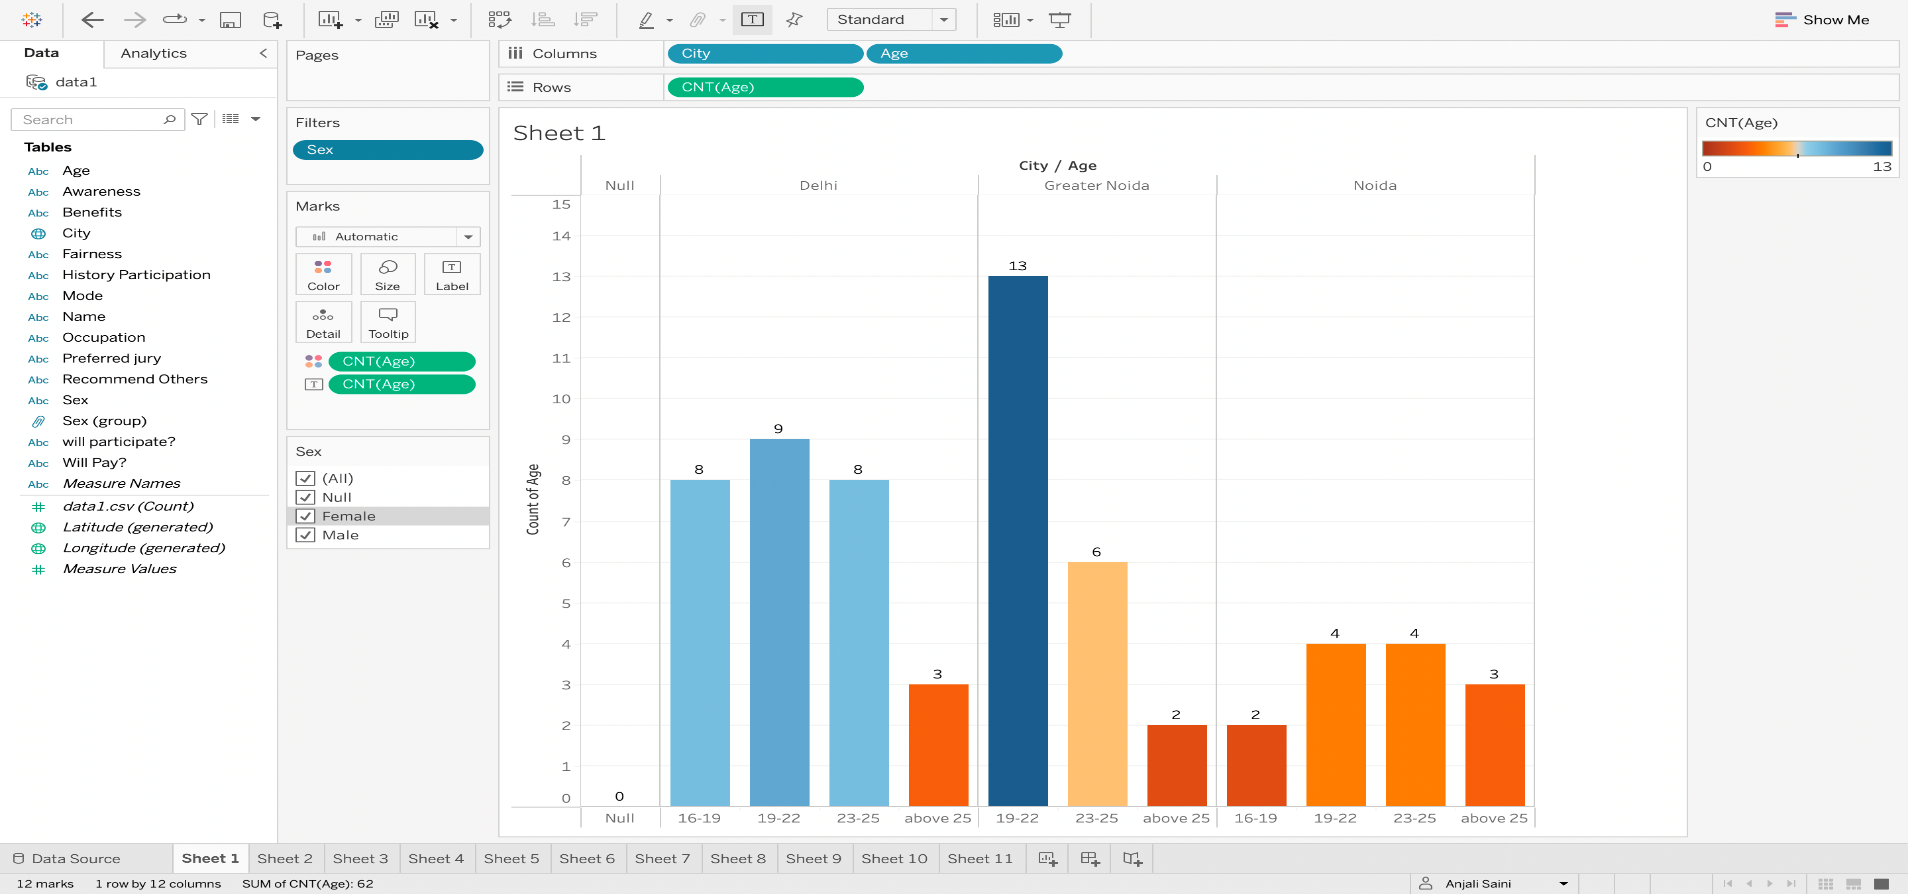 Standard
Show Me
Data
Analytics
data1
Search
Tables
Abc Age
Abc Awareness
Abc Benefits
City
Abc Fairness
Abc History Participation
Abc Mode
Abc Name
Abc Occupation
Abc Preferred jury
Abc Recommend Others
Abc Sex
Sex (group)
Abc will participate?
Abc Will Pay?
Abc Measure Names
data1.csv (Count)
Latitude (generated)
Longitude (generated)
Measure Values
Pages
Filters
Sex
Marks
Automatic
Color Size Label
Detail Tooltip
CNT(Age)
CNT(Age)
Sex
(All)
Null
Female
Male
Columns City Age
Rows CNT(Age)
Sheet 1
City / Age
Null Delhi Greater Noida Noida
Count of Age
15
14
13
12
11
10
9
8
7
6
5
4
3
2
1
0
0 8 9 8 3 13 6 2 2 4 4 3
Null 16-19 19-22 23-25 above 25 19-22 23-25 above 25 16-19 19-22 23-25 above 25
CNT(Age)
0 13
Data Source Sheet 1 Sheet 2 Sheet 3 Sheet 4 Sheet 5 Sheet 6 Sheet 7 Sheet 8 Sheet 9 Sheet 10 Sheet 11
12 marks 1 row by 12 columns SUM of CNT(Age): 62 Anjali Saini